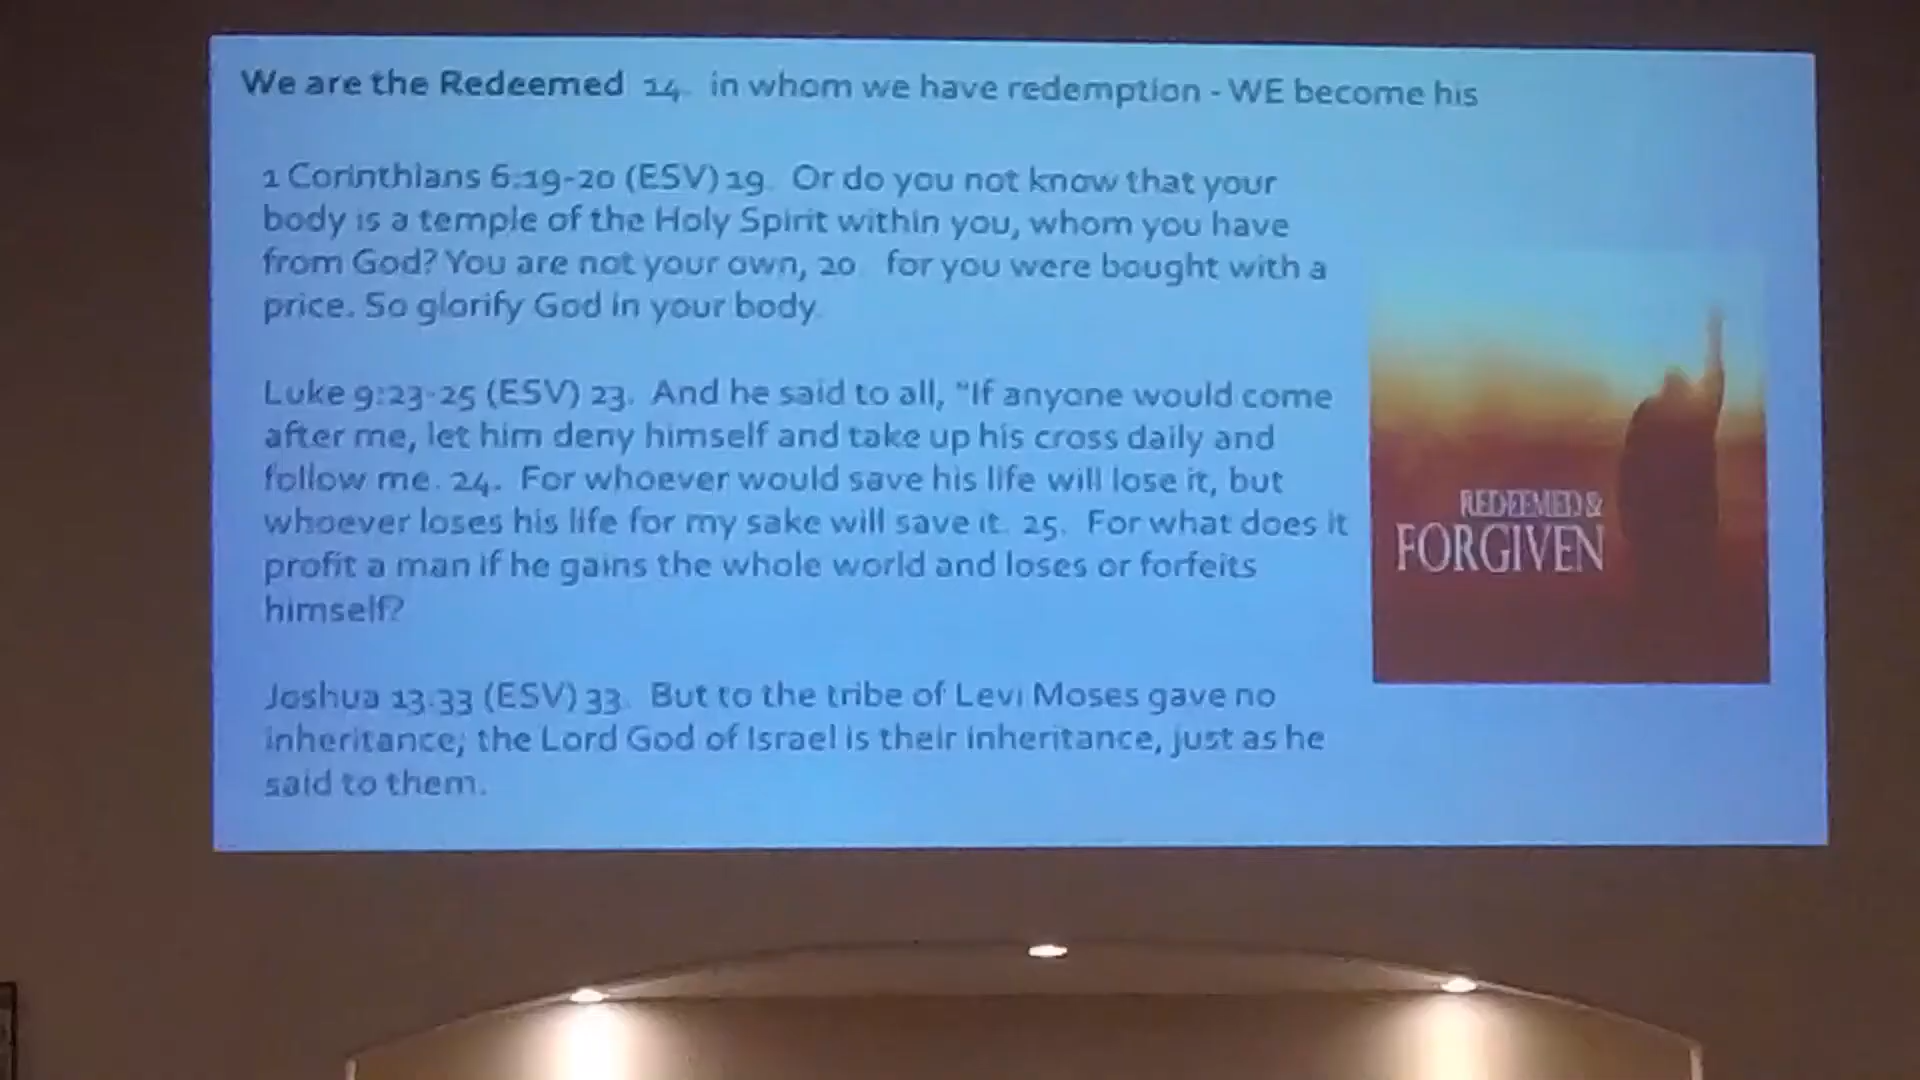 We are the Redeemed 14. in whom we have redemption - WE become his
1 Corinthians 6:19-20 (ESV) 19. Or do you not know that your
body is a temple of the Holy Spirit within you, whom you have
from God? You are not your own, 20 for you were bought with a
price. So glorify God in your body.
Luke 9:23-25 (ESV) 23. And he said to all, "If anyone would come
after me, let him deny himself and take up his cross daily and
follow me. 24. For whoever would save his life will lose it, but
whoever loses his life for my sake will save it. 25. For what does it
profit a man if he gains the whole world and loses or forfeits
himself?
Joshua 13:33 (ESV) 33. But to the tribe of Levi Moses gave no
inheritance; the Lord God of Israel is their inheritance, just as he
said to them.
REDEEMED &
FORGIVEN